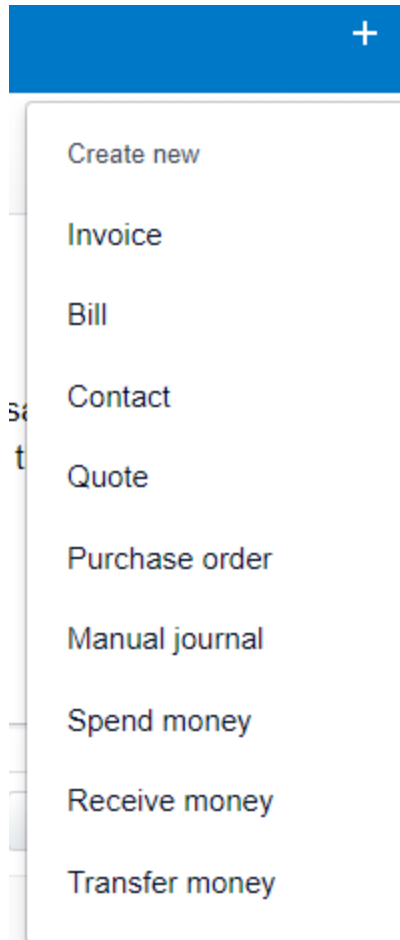 +
Create new
Invoice
Bill
Contact
Quote
Purchase order
Manual journal
Spend money
Receive money
Transfer money